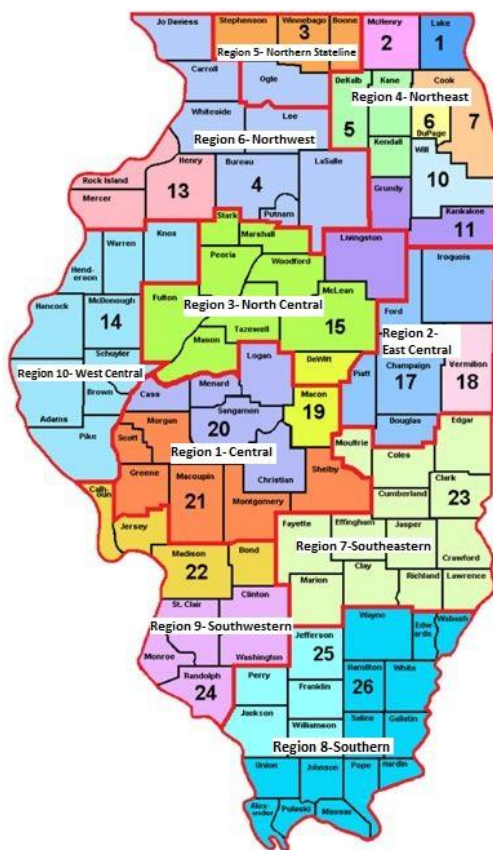 Jo Daviess
Stephenson
Winnebago
Boone
McHenry
Lake
3
2
1
Region 5- Northern Stateline
Carroll
Ogle
DeKalb
Kane
Cook
Region 4- Northeast
Whiteside
Lee
5
6
DuPage
7
Region 6- Northwest
Kendall
Will
Henry
Bureau
LaSalle
10
Rock Island
13
4
Grundy
Mercer
Putnam
Kankakee
Stark
11
Marshall
Knox
Warren
Peoria
Woodford
Livingston
Iroquois
Hend-
erson
Hancock
McDonough
Fulton
Region 3- North Central
McLean
Ford
14
15
Region 2-
East Central
Mason
Tazewell
Schuyler
Logan
DeWitt
Region 10- West Central
Menard
Piatt
Champaign
Vermilion
Brown
Cass
17
18
Adams
Sangamon
Macon
20
19
Morgan
Pike
Scott
Douglas
Edgar
Region 1- Central
Moultrie
Coles
Greene
Macoupin
Christian
Shelby
Clark
21
Cumberland
23
Cal-
houn
Montgomery
Jersey
Fayette
Effingham
Jasper
Madison
Bond
Region 7-Southeastern
Crawford
22
Clay
Clinton
Marion
Richland
Lawrence
St. Clair
Wayne
Edw-
ards
Wabash
Region 9- Southwestern
Jefferson
25
Monroe
Washington
Randolph
Perry
Hamilton
White
24
Franklin
26
Jackson
Williamson
Saline
Gallatin
Region 8-Southern
Union
Johnson
Pope
Hardin
Alex-
ander
Pulaski
Massac